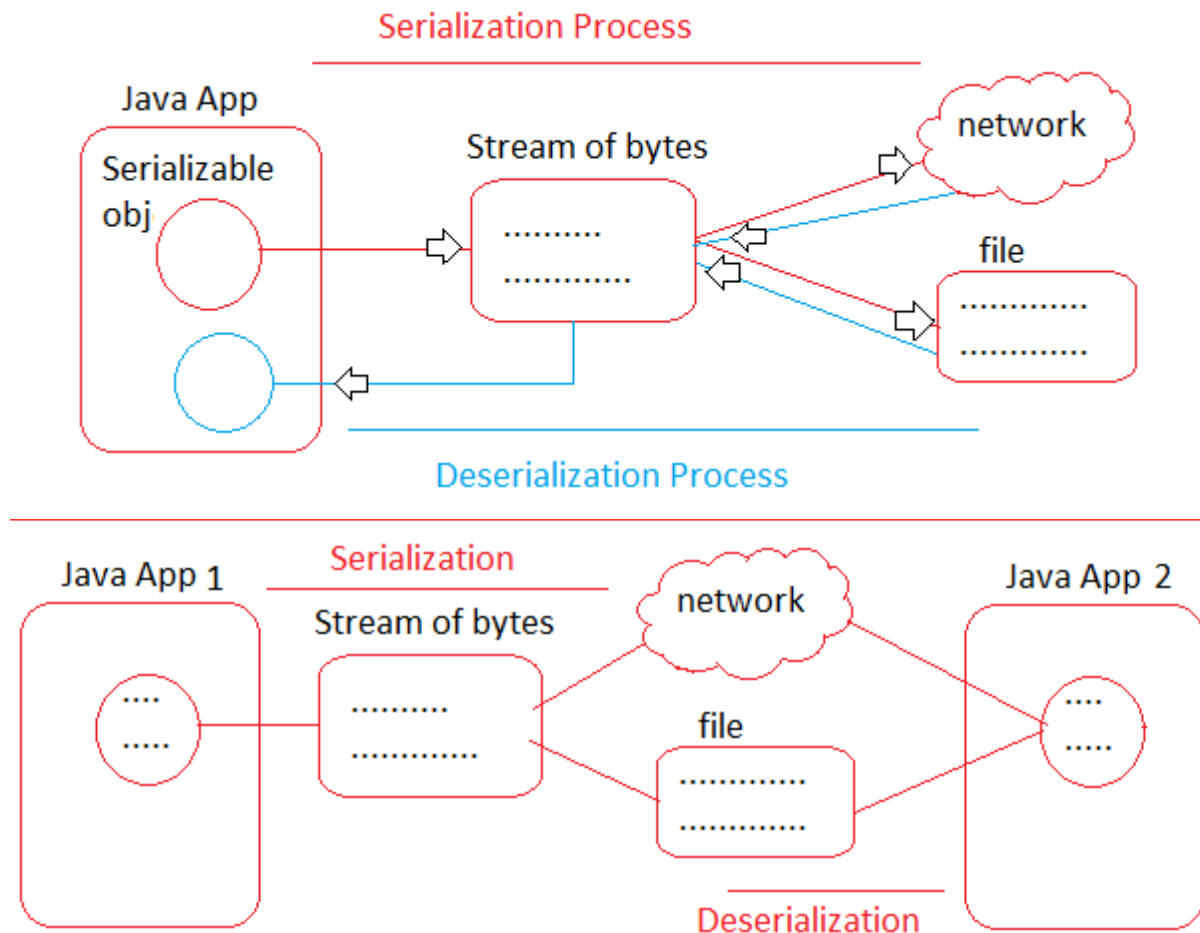 Serialization Process
Java App
Serializable
obj
Stream of bytes
..........
.............
network
file
.............
.............
Deserialization Process
Java App 1
Serialization
Stream of bytes
network
Java App 2
....
.....
..........
.............
file
.............
.............
....
.....
Deserialization